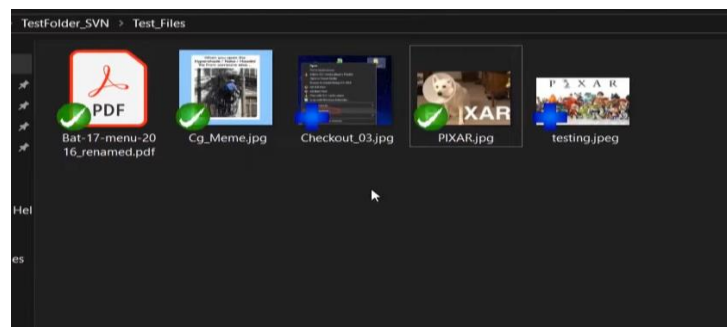 TestFolder_SVN > Test_Files
PDF
XAR
P I X A R
Bat-17-menu-20
16_renamed.pdf
Cg_Meme.jpg
Checkout_03.jpg
PIXAR.jpg
testing.jpeg
Hel
es